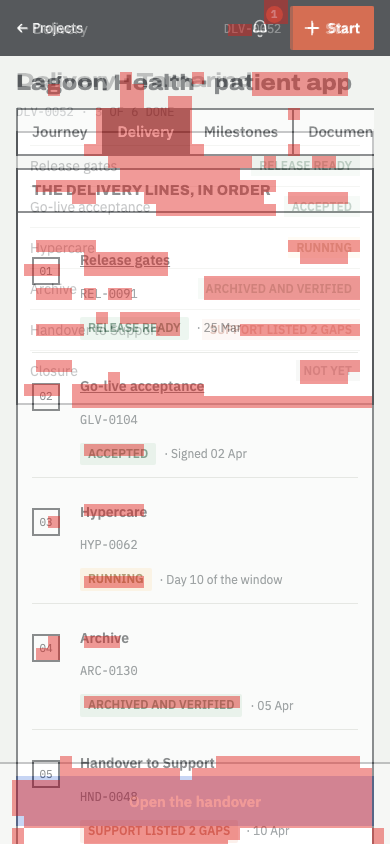 ← Projects
Delivery
DLV-0052
1
+ Start
Lagoon Health · patient app
DLV-0052 · 5 OF 6 DONE
Journey
Delivery
Milestones
Documen
Release gates
RELEASE READY
THE DELIVERY LINES, IN ORDER
Go-live acceptance
ACCEPTED
Hypercare
RUNNING
01
Release gates
Archive
ARCHIVED AND VERIFIED
REL-0091
Handover to Support
SUPPORT LISTED 2 GAPS
RELEASE READY · 25 Mar
Closure
NOT YET
02
Go-live acceptance
GLV-0104
ACCEPTED · Signed 02 Apr
03
Hypercare
HYP-0062
RUNNING · Day 10 of the window
04
Archive
ARC-0130
ARCHIVED AND VERIFIED · 05 Apr
05
Handover to Support
HND-0048
Open the handover
SUPPORT LISTED 2 GAPS · 10 Apr